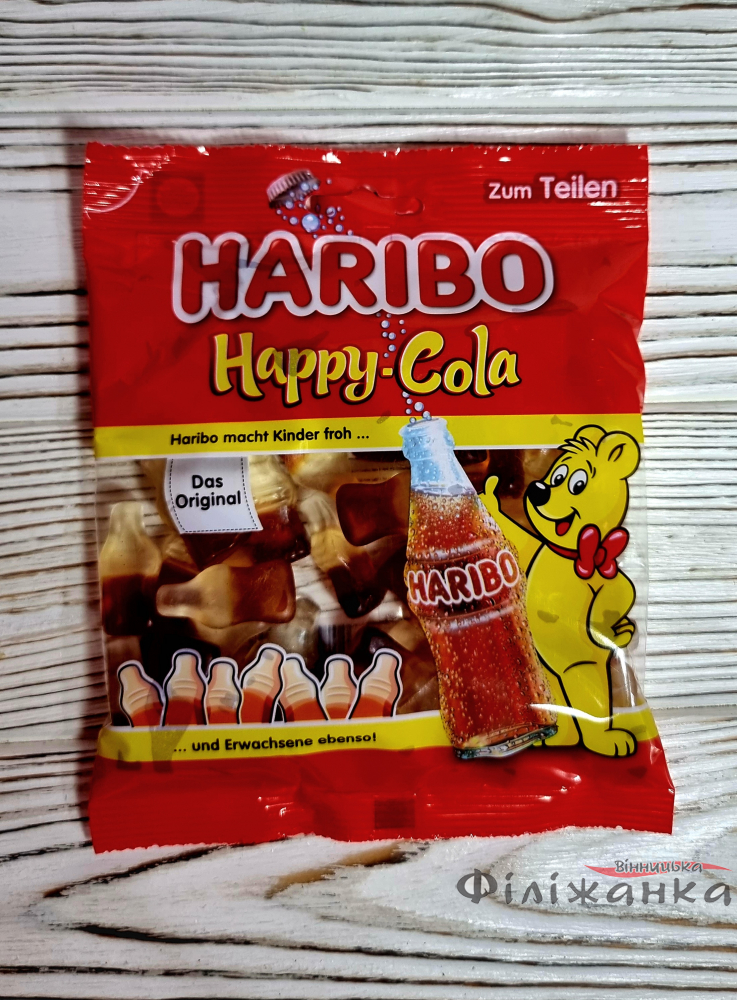 Zum Teilen
HARIBO
Happy-Cola
Haribo macht Kinder froh ...
Das
Original
HARIBO
... und Erwachsene ebenso!
Вінницька
Філіжанка